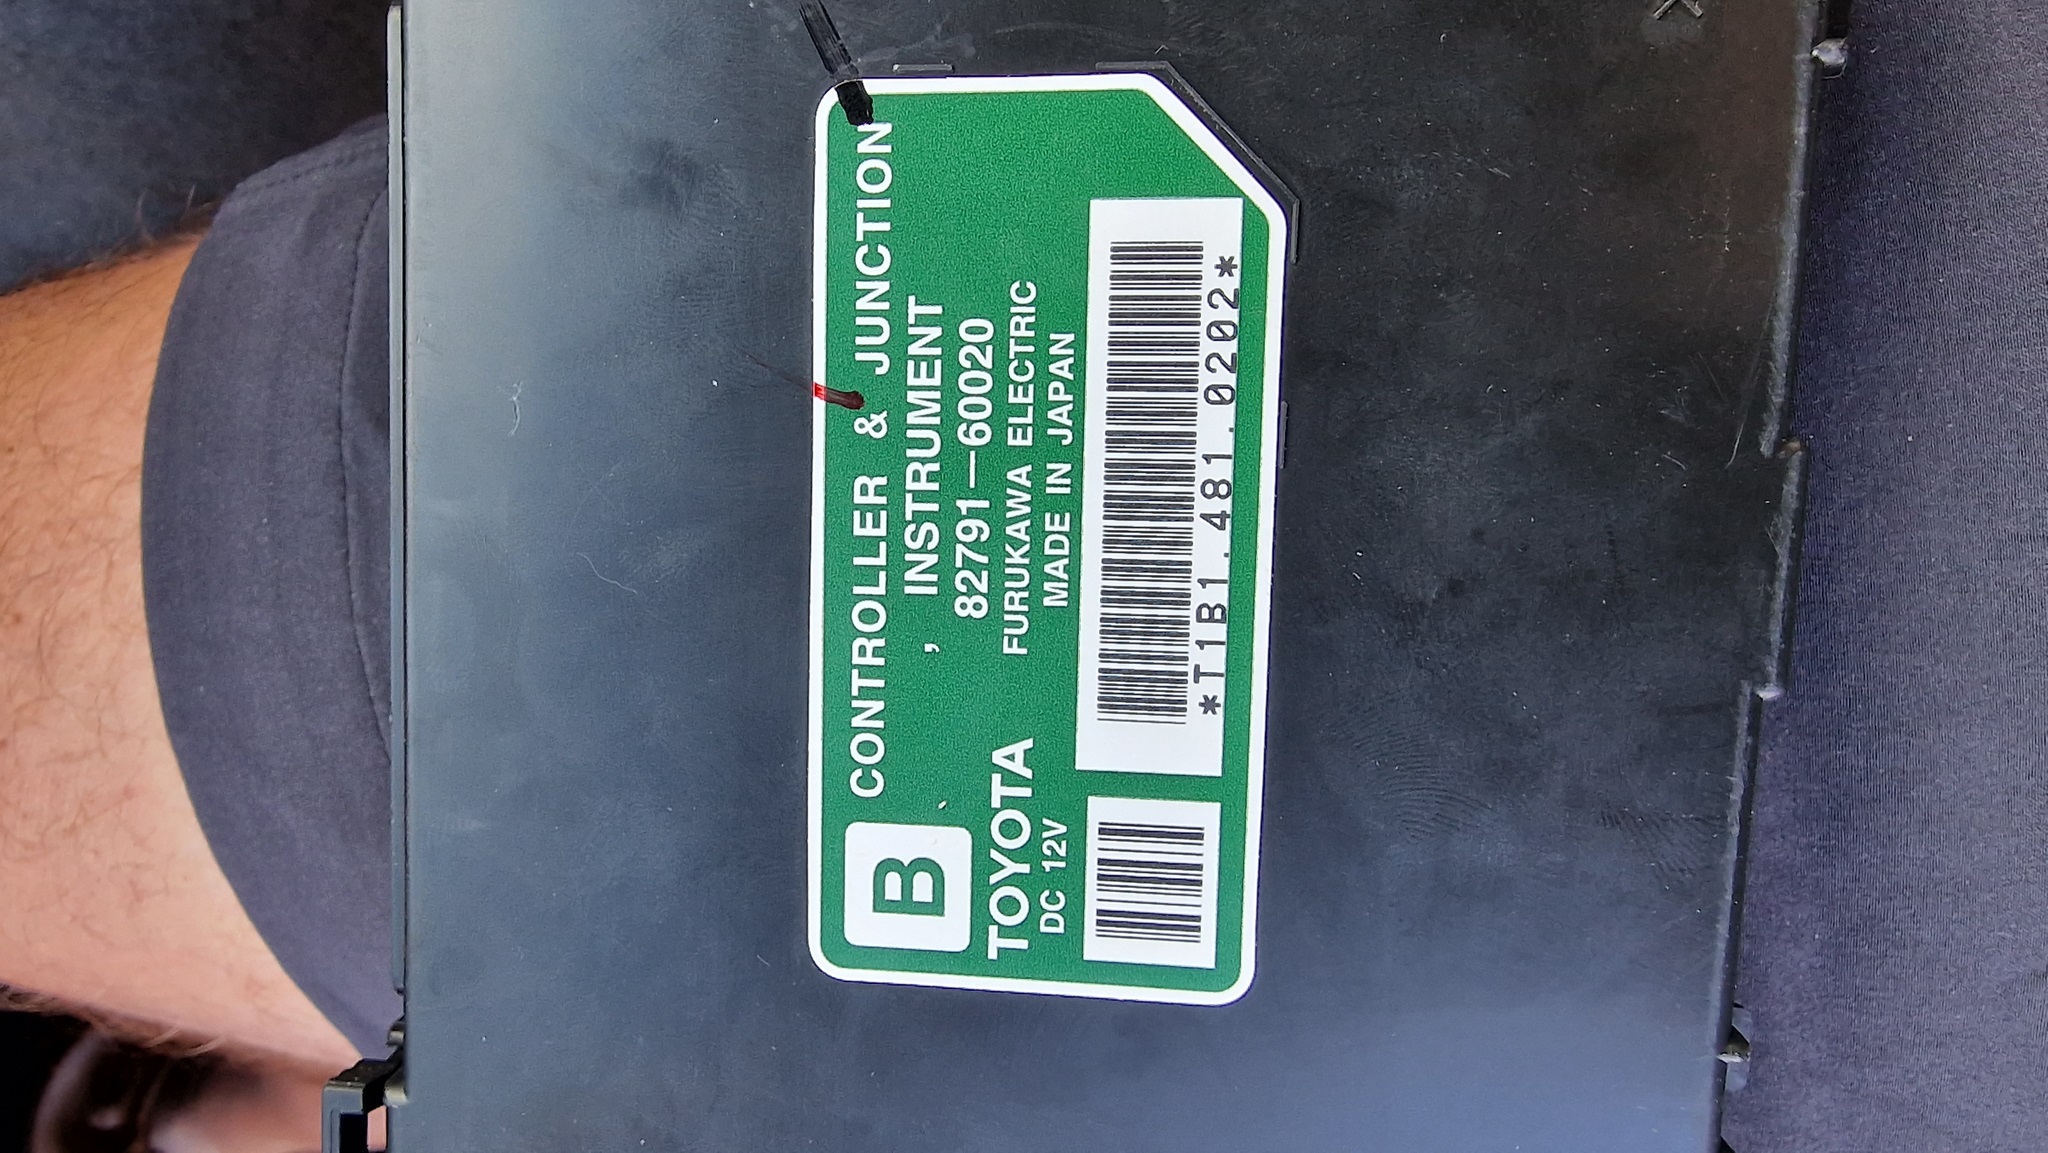 B
CONTROLLER & JUNCTION
, INSTRUMENT
82791—60020
TOYOTA
FURUKAWA ELECTRIC
DC 12V
MADE IN JAPAN
*T1B1.481.0202*